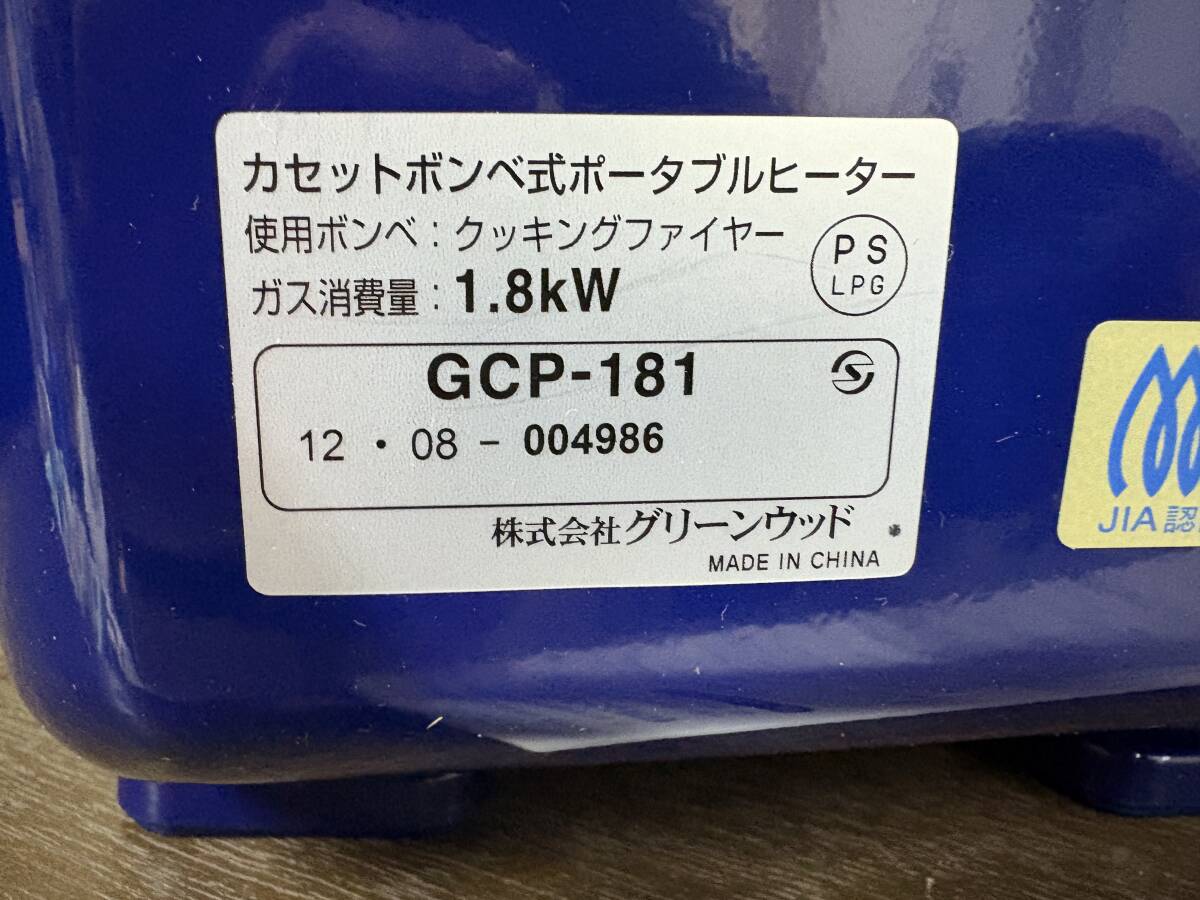 カセットボンベ式ポータブルヒーター
使用ボンベ：クッキングファイヤー
ガス消費量：1.8kW
PS
LPG
GCP-181
12・08-004986
株式会社グリーンウッド
MADE IN CHINA
JIA認